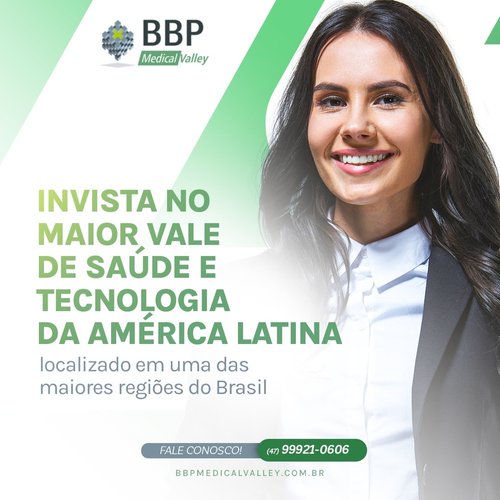 BBP
Medical Valley
INVISTA NO
MAIOR VALE
DE SAÚDE E
TECNOLOGIA
DA AMÉRICA LATINA
localizado em uma das
maiores regiões do Brasil
FALE CONOSCO! (47) 99921-0606
BBPMEDICALVALLEY.COM.BR